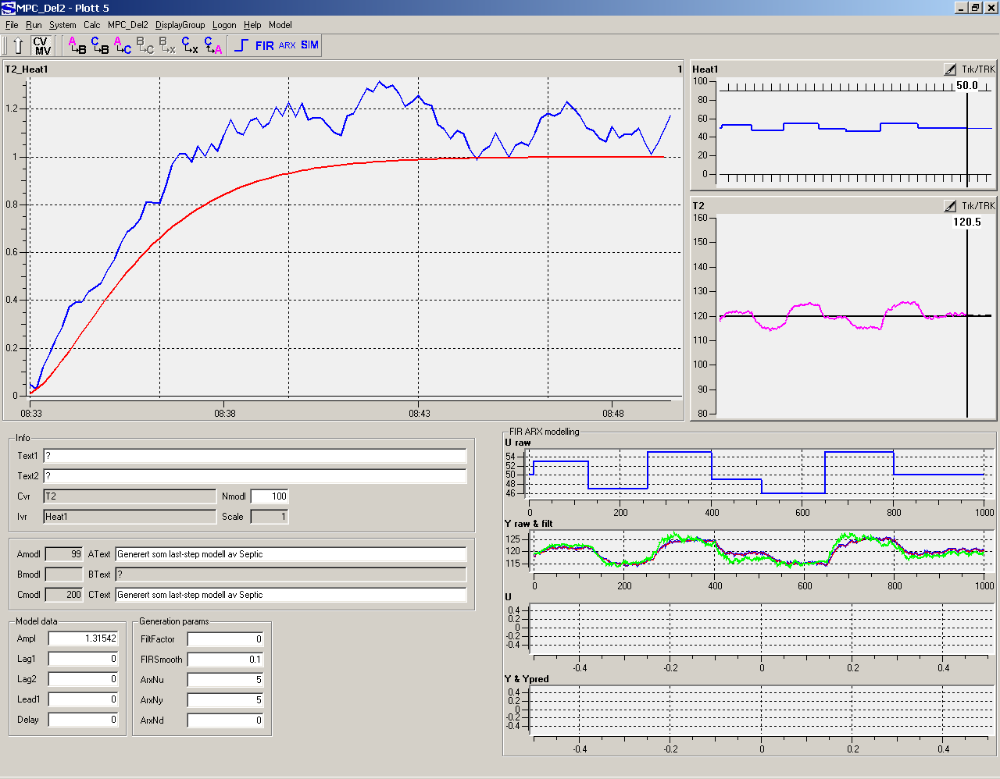 MPC_Del2 - Plott 5
File Run System Calc MPC_Del2 DisplayGroup Logon Help Model
CV MV A B C B A C B C B x C x C A FIR ARX SIM
T2_Heat1 1
1.2
1
0.8
0.6
0.4
0.2
0
08:33 08:38 08:43 08:48
Heat1 Trk/TRK
50.0
100
80
60
40
20
0
T2 Trk/TRK
120.5
160
150
140
130
120
110
100
90
80
Info
Text1 ?
Text2 ?
Cvr T2 Nmodl 100
Ivr Heat1 Scale 1
Amodl 99 AText Generert som last-step modell av Septic
Bmodl BText ?
Cmodl 200 CText Generert som last-step modell av Septic
Model data
Ampl 1.31542
Lag1 0
Lag2 0
Lead1 0
Delay 0
Generation params
FiltFactor 0
FIRSmooth 0.1
ArxNu 5
ArxNy 5
ArxNd 0
FIR ARX modelling
U raw
54
52
50
48
46
0 200 400 600 800 1000
Y raw & filt
125
120
115
0 200 400 600 800 1000
U
0.4
0.2
0
-0.2
-0.4
-0.4 -0.2 0 0.2 0.4
Y & Ypred
0.4
0.2
0
-0.2
-0.4
-0.4 -0.2 0 0.2 0.4